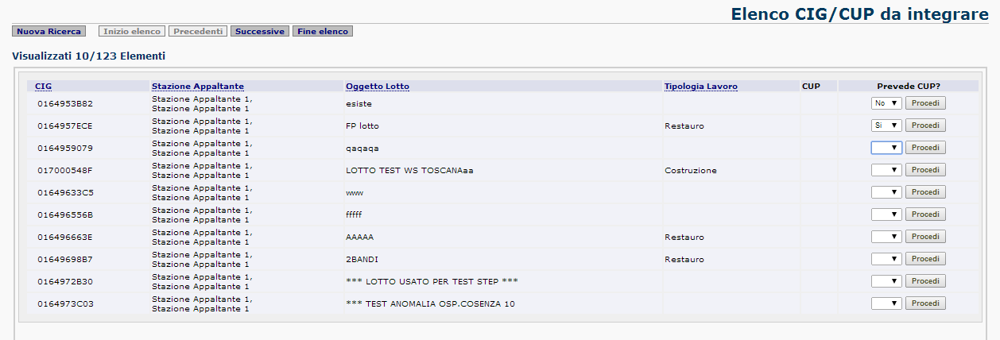 Elenco CIG/CUP da integrare
Nuova Ricerca Inizio elenco Precedenti Successive Fine elenco
Visualizzati 10/123 Elementi
CIG Stazione Appaltante Oggetto Lotto Tipologia Lavoro CUP Prevede CUP?
0164953B82 Stazione Appaltante 1, Stazione Appaltante 1 esiste No Procedi
0164957ECE Stazione Appaltante 1, Stazione Appaltante 1 FP lotto Restauro Si Procedi
0164959079 Stazione Appaltante 1, Stazione Appaltante 1 qaqaqa Procedi
017000548F Stazione Appaltante 1, Stazione Appaltante 1 LOTTO TEST WS TOSCANAaa Costruzione Procedi
01649633C5 Stazione Appaltante 1, Stazione Appaltante 1 www Procedi
016496556B Stazione Appaltante 1, Stazione Appaltante 1 fffff Procedi
016496663E Stazione Appaltante 1, Stazione Appaltante 1 AAAAA Restauro Procedi
01649698B7 Stazione Appaltante 1, Stazione Appaltante 1 2BANDI Restauro Procedi
0164972B30 Stazione Appaltante 1, Stazione Appaltante 1 *** LOTTO USATO PER TEST STEP *** Procedi
0164973C03 Stazione Appaltante 1, Stazione Appaltante 1 *** TEST ANOMALIA OSP.COSENZA 10 Procedi